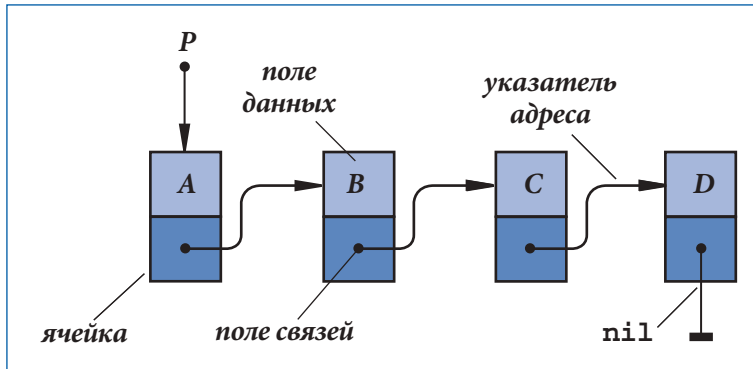 P
поле
данных
указатель
адреса
A
B
C
D
ячейка
поле связей
nil